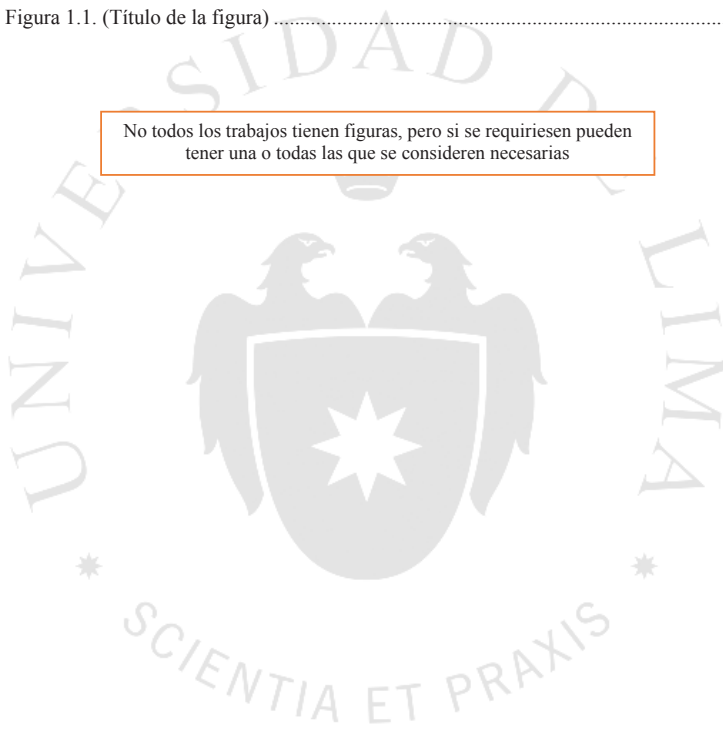 Figura 1.1. (Título de la figura) ...........................................................................................
No todos los trabajos tienen figuras, pero si se requiriesen pueden
tener una o todas las que se consideren necesarias
UNIVERSIDAD DE LIMA
SCIENTIA ET PRAXIS